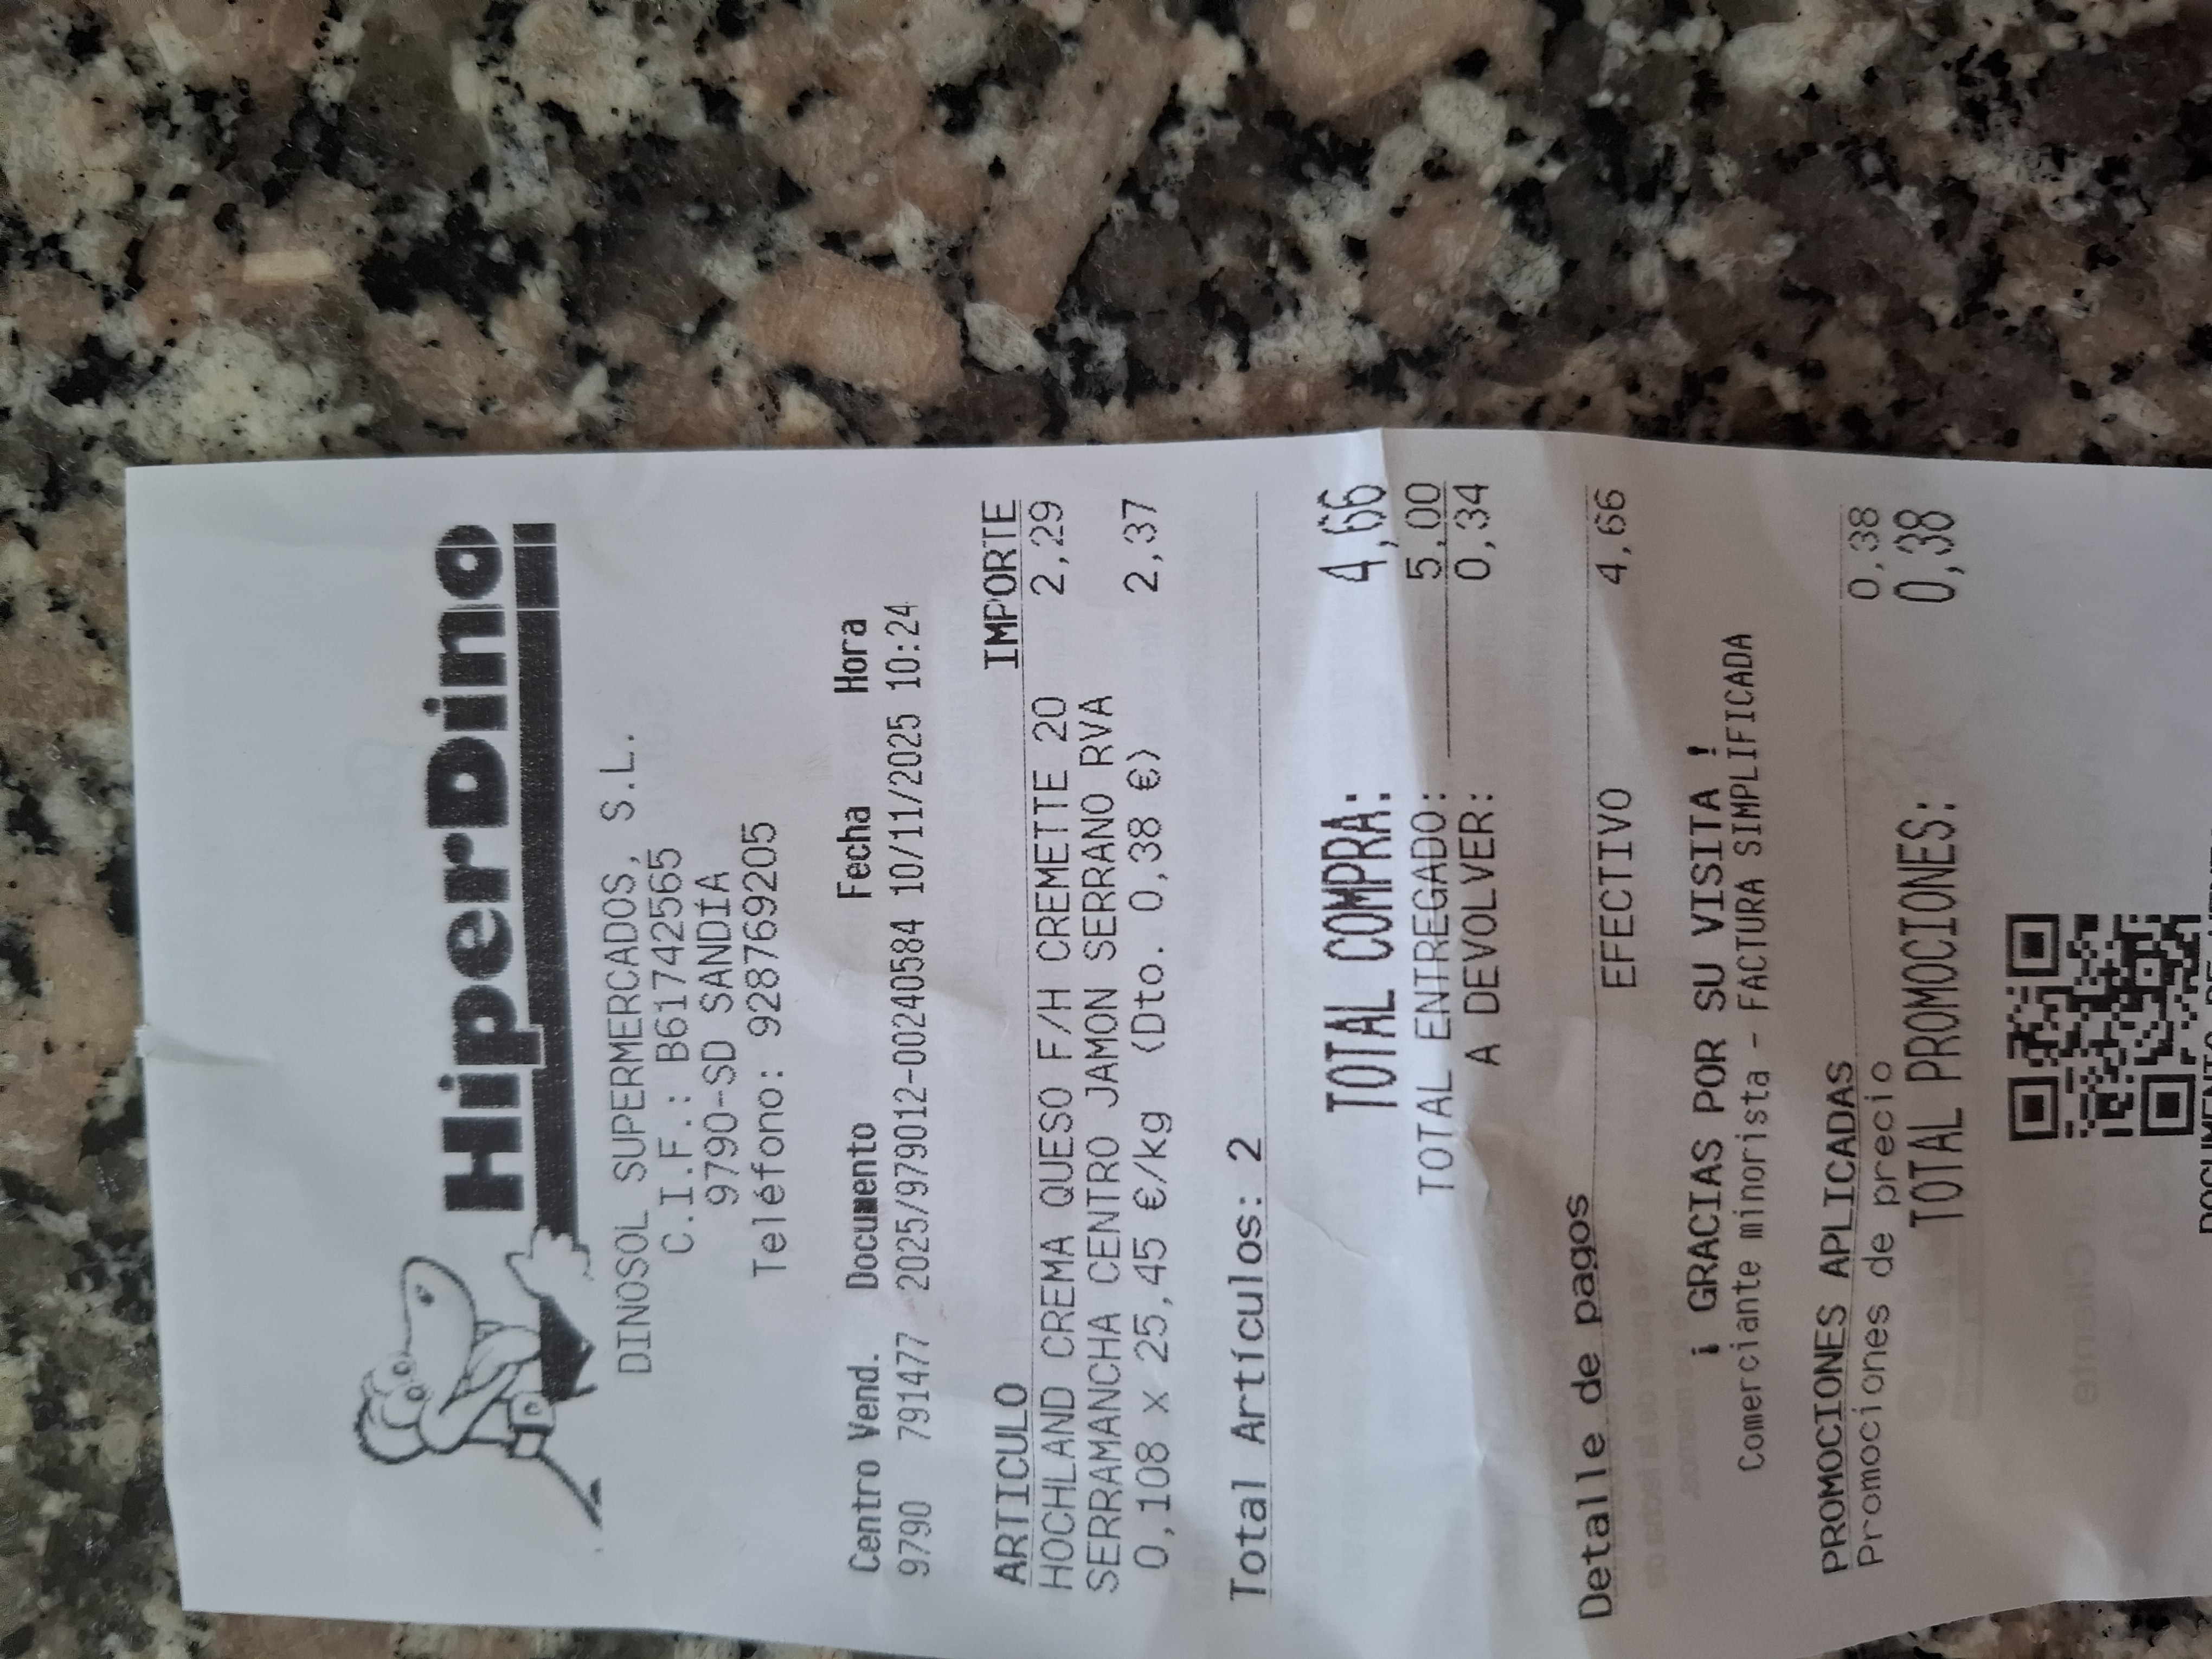 HiperDino
DINOSOL SUPERMERCADOS, S.L.
C.I.F.: B61742565
9790-SD SANDÍA
Teléfono: 928769205
Centro Vend. Documento Fecha Hora
9790 791477 2025/979012-00240584 10/11/2025 10:24
ARTICULO IMPORTE
HOCHLAND CREMA QUESO F/H CREMETTE 20 2,29
SERRAMANCHA CENTRO JAMON SERRANO RVA
0,108 x 25,45 €/kg (Dto. 0,38 €) 2,37
Total Artículos: 2
TOTAL COMPRA: 4,66
TOTAL ENTREGADO: 5,00
A DEVOLVER: 0,34
Detalle de pagos
EFECTIVO 4,66
¡ GRACIAS POR SU VISITA !
Comerciante minorista - FACTURA SIMPLIFICADA
PROMOCIONES APLICADAS
Promociones de precio 0,38
TOTAL PROMOCIONES: 0,38